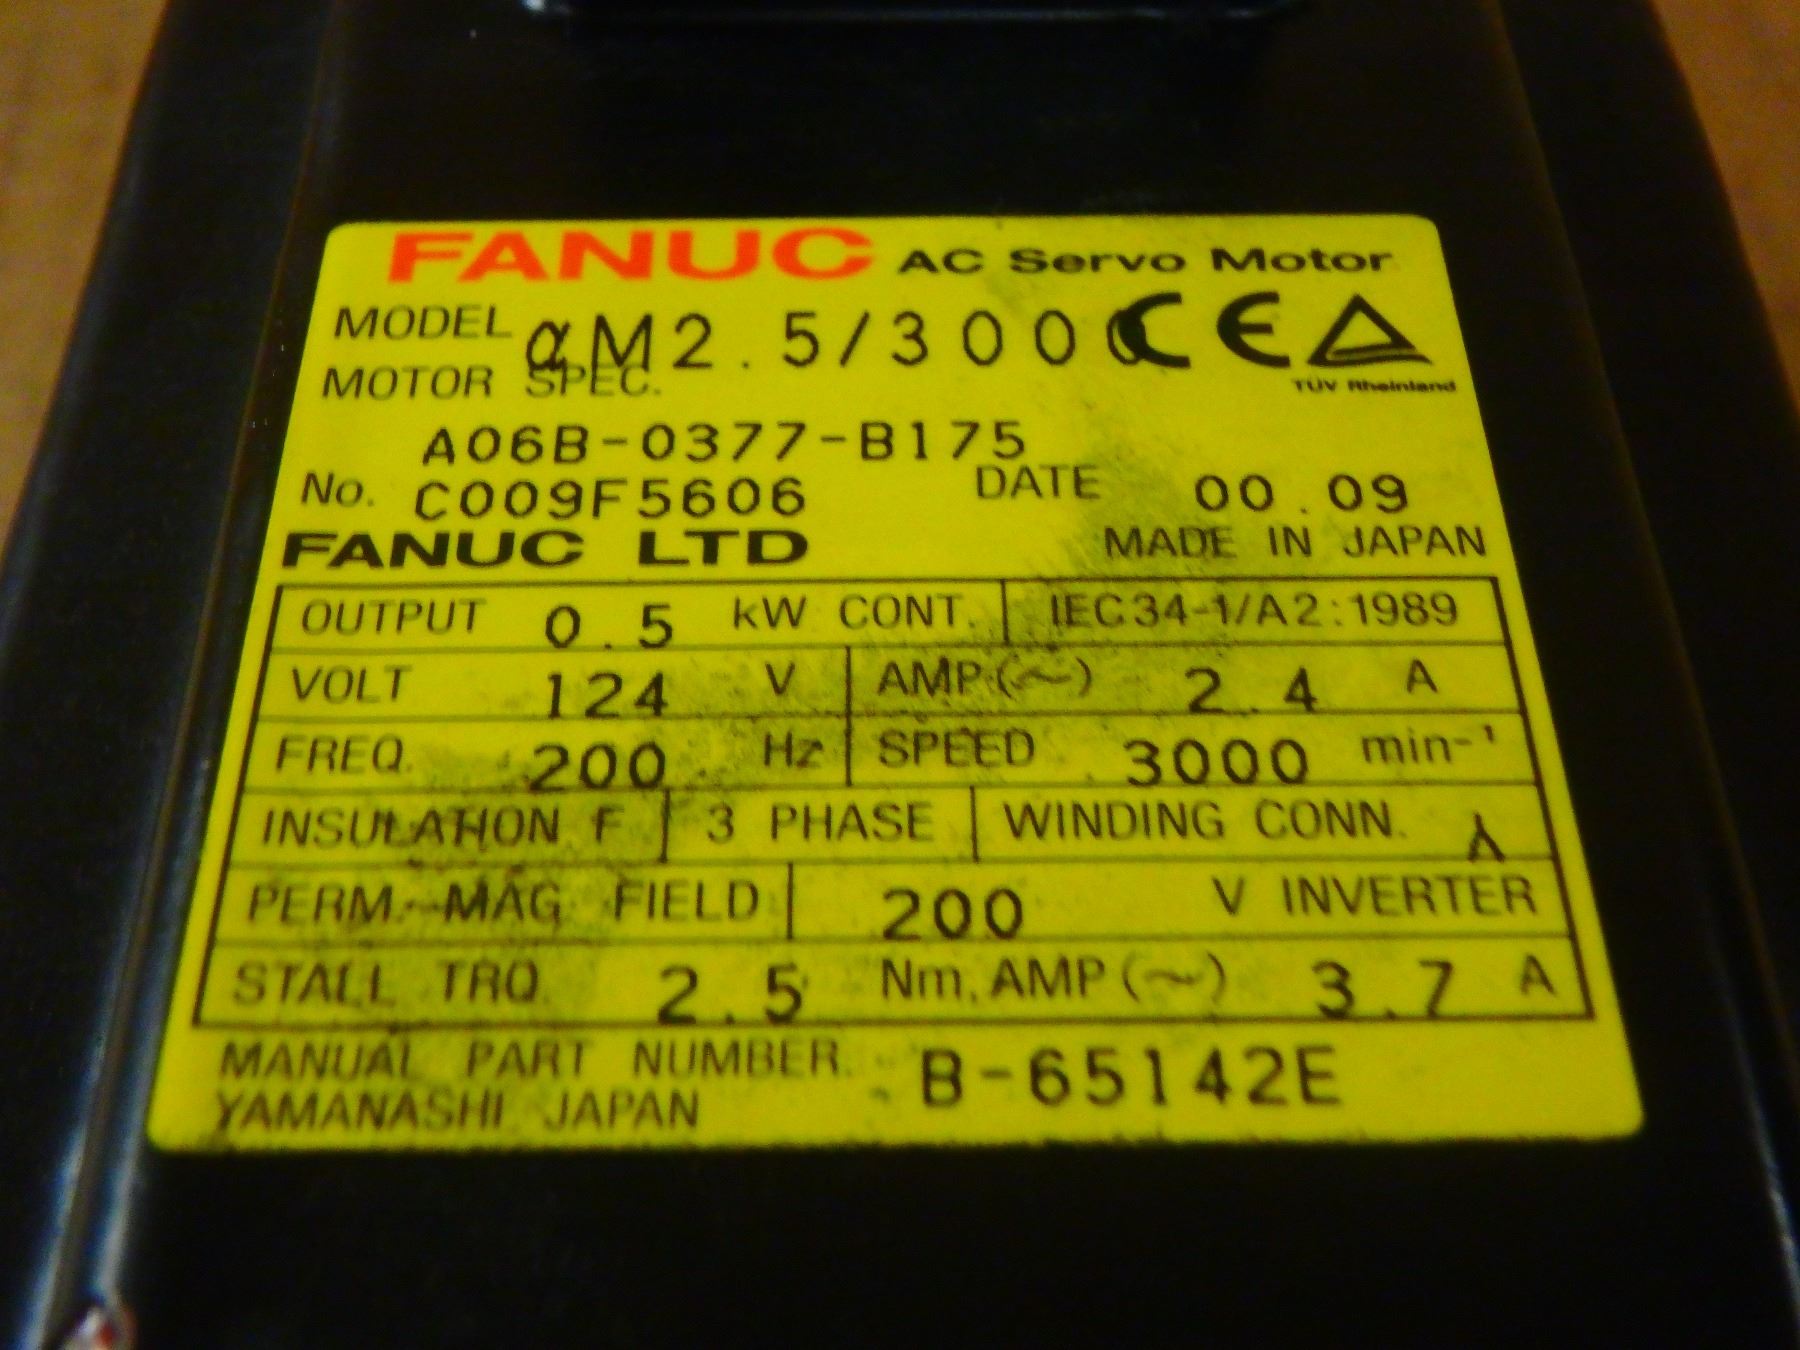 FANUC AC Servo Motor
MODEL αM2.5/3000 CE
MOTOR SPEC. TÜV Rheinland
A06B-0377-B175
No. C009F5606 DATE 00.09
FANUC LTD MADE IN JAPAN
OUTPUT 0.5 kW CONT. IEC34-1/A2:1989
VOLT 124 V AMP(~) 2.4 A
FREQ. 200 Hz SPEED 3000 min-¹
INSULATION F 3 PHASE WINDING CONN. ⅄
PERM.-MAG. FIELD 200 V INVERTER
STALL TRQ. 2.5 Nm, AMP(~) 3.7 A
MANUAL PART NUMBER. B-65142E
YAMANASHI JAPAN